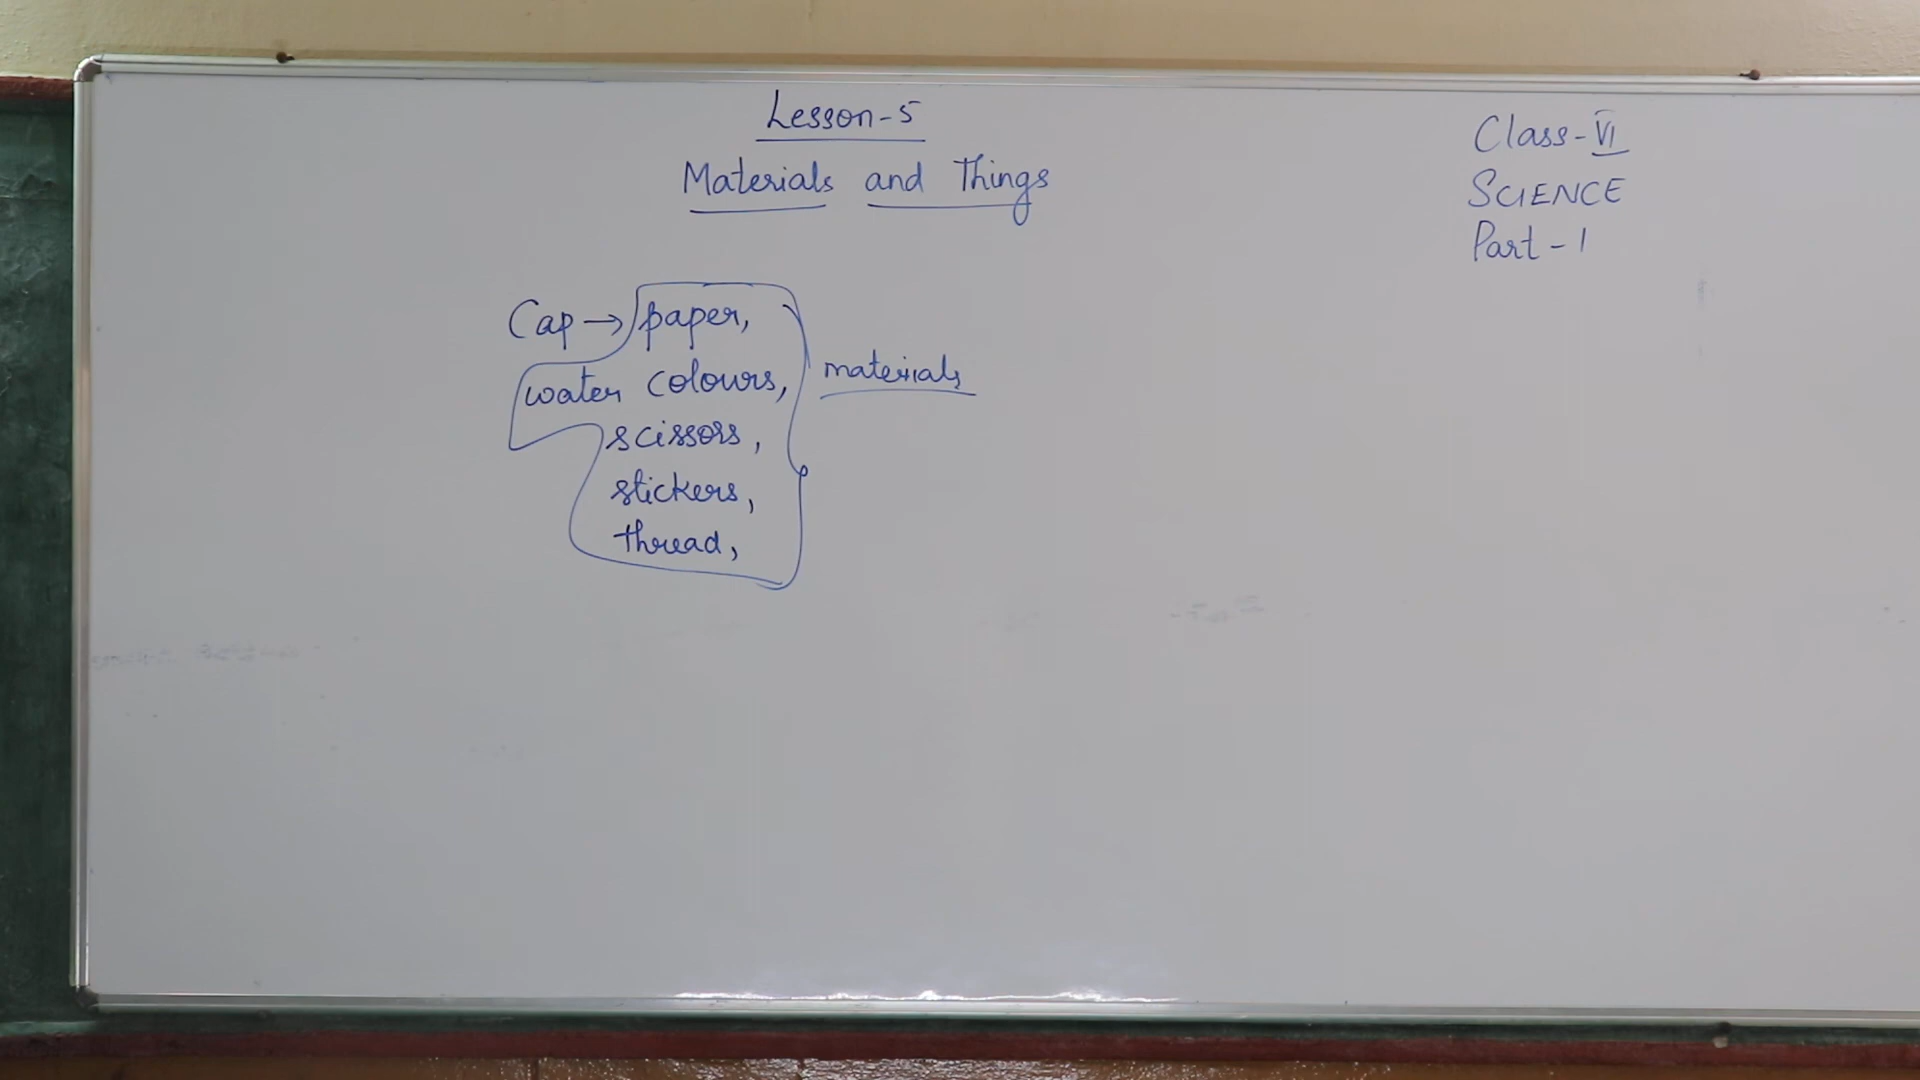 Lesson-5
Materials and Things
Class-VI
SCIENCE
Part-1
Cap→paper,
water colours,
materials
scissors,
stickers,
thread,